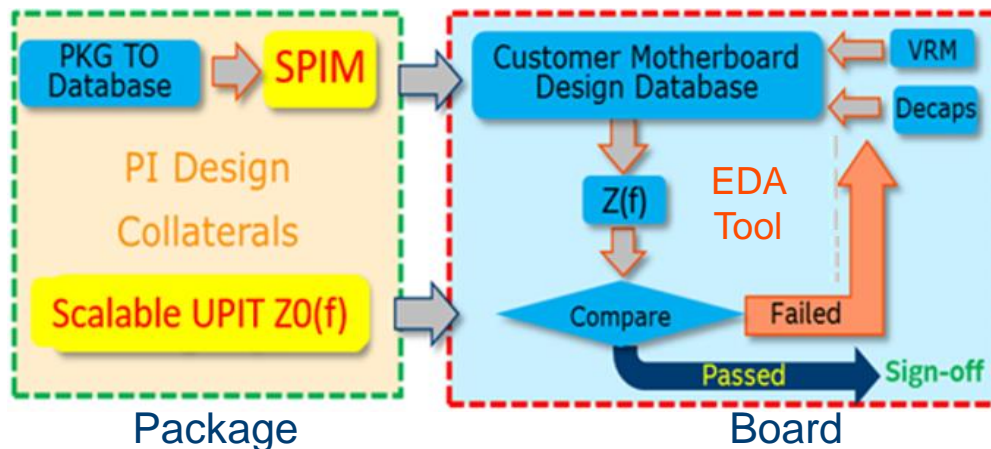 PKG TO
Database
SPIM
PI Design
Collaterals
Scalable UPIT Z0(f)
Package
Customer Motherboard
Design Database
VRM
Decaps
Z(f)
EDA
Tool
Compare
Failed
Passed
Sign-off
Board